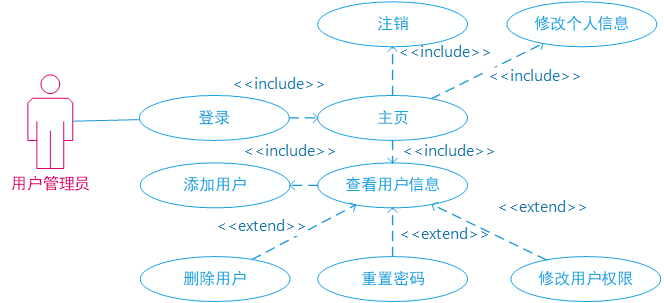 注销
修改个人信息
<<include>>
<<include>>
<<include>>
登录
主页
用户管理员
<<include>>
<<include>>
添加用户
查看用户信息
<<extend>>
<<extend>>
<<extend>>
删除用户
重置密码
修改用户权限